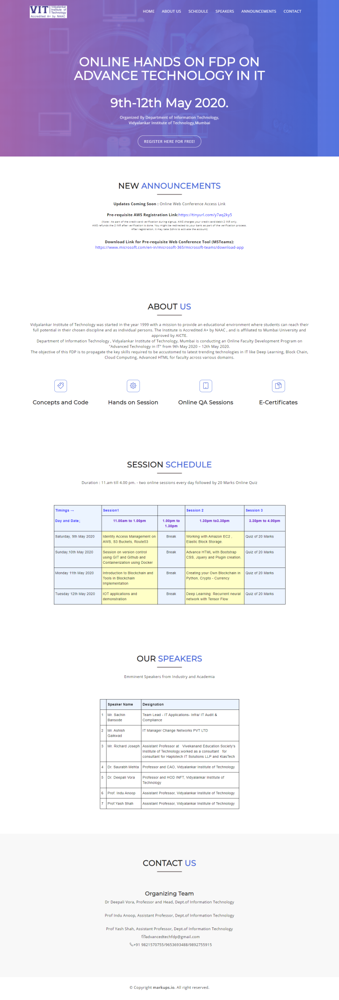 VIT Vidyalankar
Institute of
Technology
Accredited A+ by NAAC
HOME ABOUT US SCHEDULE SPEAKERS ANNOUNCEMENTS CONTACT
ONLINE HANDS ON FDP ON
ADVANCE TECHNOLOGY IN IT
9th-12th May 2020.
Organized By Department of Information Technology,
Vidyalankar Institute of Technology,Mumbai
REGISTER HERE FOR FREE!
NEW ANNOUNCEMENTS
Updates Coming Soon : Online Web Conference Access Link
Pre-requisite AWS Registration Link:https://tinyurl.com/y7aq2ky5
(Note : As part of the credit card verification during signup, AWS charges your credit card/debit 2 INR only.
AWS refunds the 2 INR after verification is done. You might be redirected to your bank as part of the verification process.
After registration, it may take 24hrs to activate the account)
Download Link for Pre-requisite Web Conference Tool (MSTeams):
https://www.microsoft.com/en-in/microsoft-365/microsoft-teams/download-app
ABOUT US
Vidyalankar Institute of Technology was started in the year 1999 with a mission to provide an educational environment where students can reach their
full potential in their chosen discipline and as individual persons. The Institute is Accredited A+ by NAAC , and is affiliated to Mumbai University and
approved by AICTE.
Department of Information Technology , Vidyalankar Institute of Technology, Mumbai is conducting an Online Faculty Development Program on
"Advanced Technology in IT" from 9th May 2020 – 12th May 2020.
The objective of this FDP is to propagate the key skills required to be accustomed to latest trending technologies in IT like Deep Learning, Block Chain,
Cloud Computing, Advanced HTML for faculty across various domains.
Concepts and Code
Hands on Session
Online QA Sessions
E-Certificates
SESSION SCHEDULE
Duration : 11.am till 4.00 pm. - two online sessions every day followed by 20 Marks Online Quiz
Timings → Session1 Session 2 Session 3
Day and Date↓ 11.00am to 1.00pm 1.00pm to 1.30pm to3.30pm 3.30pm to 4.00pm
1.30pm
Saturday, 9th May 2020 Identity Access Management on Break Working with Amazon EC2 , Quiz of 20 Marks
AWS, S3 Buckets, Route53 Elastic Block Storage.
Sunday,10th May 2020 Session on version control Break Advance HTML with Bootstrap Quiz of 20 Marks
using GIT and Github and CSS, Jquery and Plugin creation.
Containerization using Docker
Monday 11th May 2020 Introduction to Blockchain and Break Creating your Own Blockchain in Quiz of 20 Marks
Tools in Blockchain Python, Crypto - Currency
Implementation
Tuesday 12th May 2020 IOT applications and Break Deep Learning: Recurrent neural Quiz of 20 Marks
demonstration network with Tensor Flow
OUR SPEAKERS
Emminent Speakers from Industry and Academia
Speaker Name Designation
1 Mr. Sachin Team Lead - IT Applications- Infra/ IT Audit &
Bansode Compliance
2 Mr. Ashish IT Manager Change Networks PVT LTD
Gaikwad
3 Mr. Richard Joseph Assistant Professor at Vivekanand Education Society's
Institute of Technology,worked as a consultant for
consultant for Haplotech IT Solutions LLP and KiasTech
4 Dr. Saurabh Mehta Professor and CAO, Vidyalankar Institute of Technology
5 Dr. Deepali Vora Professor and HOD INFT, Vidyalankar Institute of
Technology
6 Prof. Indu Anoop Assistant Professor, Vidyalankar Institute of Technology
7 Prof.Yash Shah Assistant Professor, Vidyalankar Institute of Technology
CONTACT US
Organizing Team
Dr Deepali Vora, Professor and Head, Dept.of Information Technology
Prof Indu Anoop, Assistant Professor, Dept.of Information Technology
Prof Yash Shah, Assistant Professor, Dept.of Information Technology
advancedtechfdp@gmail.com
+91 9821570755/9653693488/9892755915
© Copyright markups.io. All right reserved.